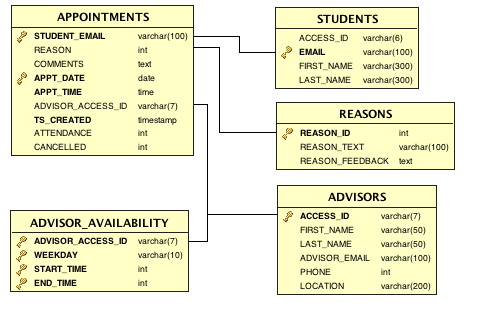 APPOINTMENTS
STUDENT_EMAIL varchar(100)
REASON int
COMMENTS text
APPT_DATE date
APPT_TIME time
ADVISOR_ACCESS_ID varchar(7)
TS_CREATED timestamp
ATTENDANCE int
CANCELLED int
STUDENTS
ACCESS_ID varchar(6)
EMAIL varchar(100)
FIRST_NAME varchar(300)
LAST_NAME varchar(300)
REASONS
REASON_ID int
REASON_TEXT varchar(100)
REASON_FEEDBACK text
ADVISOR_AVAILABILITY
ADVISOR_ACCESS_ID varchar(7)
WEEKDAY varchar(10)
START_TIME int
END_TIME int
ADVISORS
ACCESS_ID varchar(7)
FIRST_NAME varchar(50)
LAST_NAME varchar(50)
ADVISOR_EMAIL varchar(100)
PHONE int
LOCATION varchar(200)